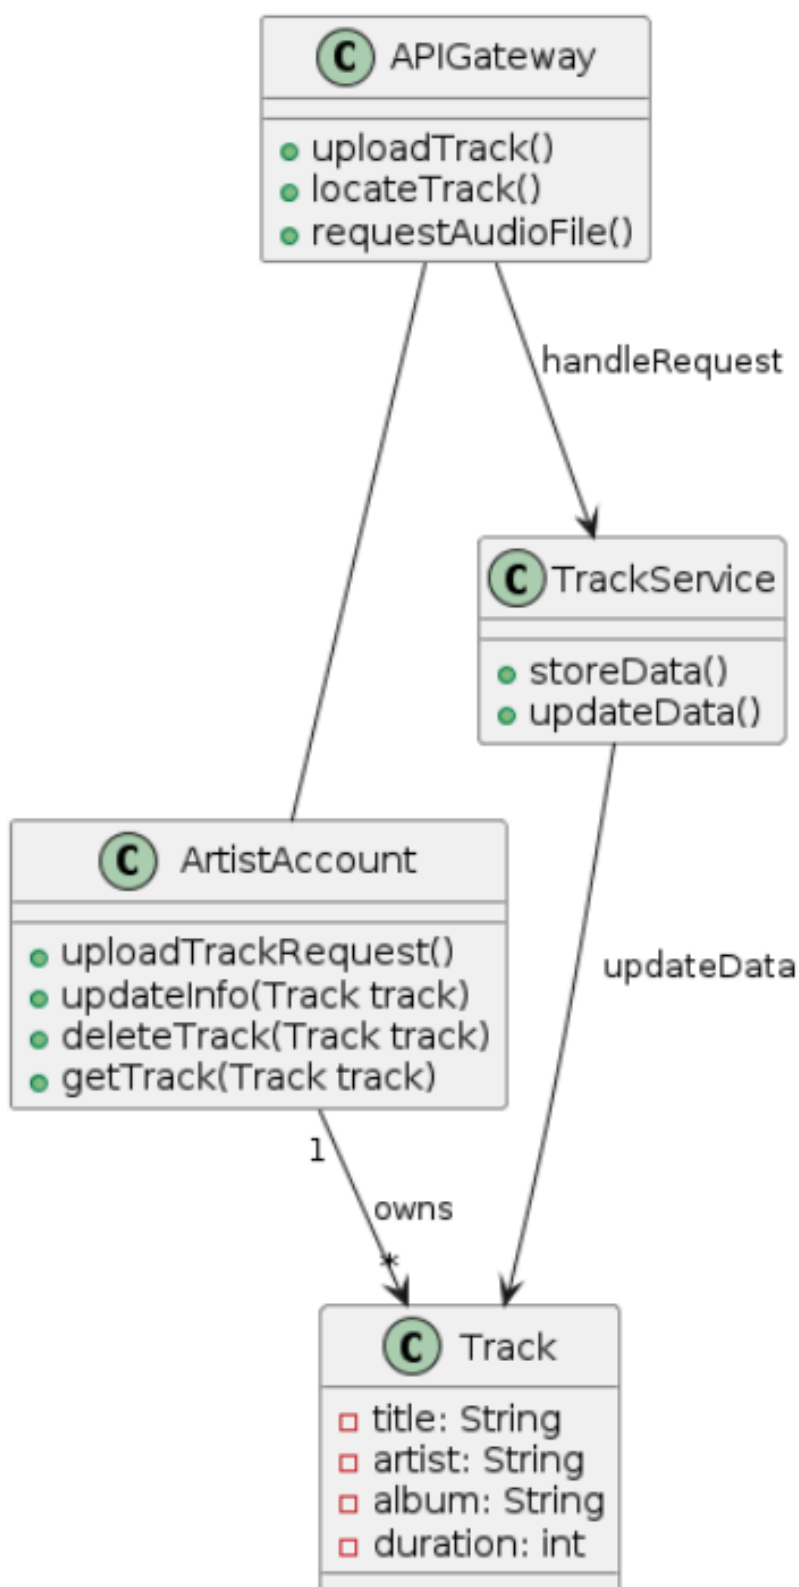 C APIGateway
uploadTrack()
locateTrack()
requestAudioFile()
handleRequest
C TrackService
storeData()
updateData()
C ArtistAccount
uploadTrackRequest()
updateInfo(Track track)
deleteTrack(Track track)
getTrack(Track track)
updateData
1
owns
*
C Track
title: String
artist: String
album: String
duration: int